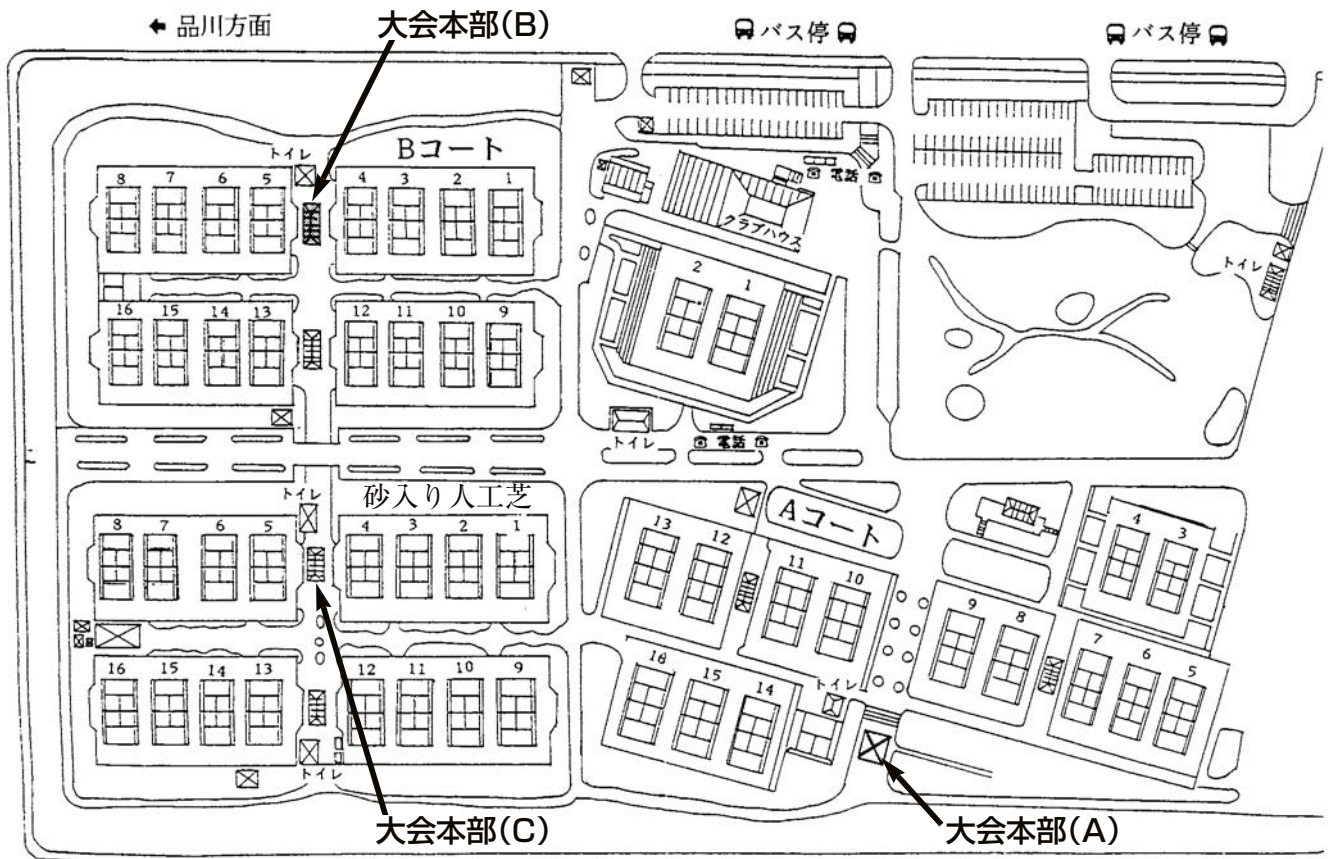 ← 品川方面
大会本部(B)
バス停
バス停
トイレ
Bコート
8 7 6 5
4 3 2 1
電話
クラブハウス
トイレ
2 1
16 15 14 13
12 11 10 9
トイレ
電話
トイレ
砂入り人工芝
8 7 6 5
4 3 2 1
Aコート
13 12
11 10
9 8
4 3
7 6 5
16 15 14 13
12 11 10 9
16 15 14
トイレ
トイレ
大会本部(C)
大会本部(A)